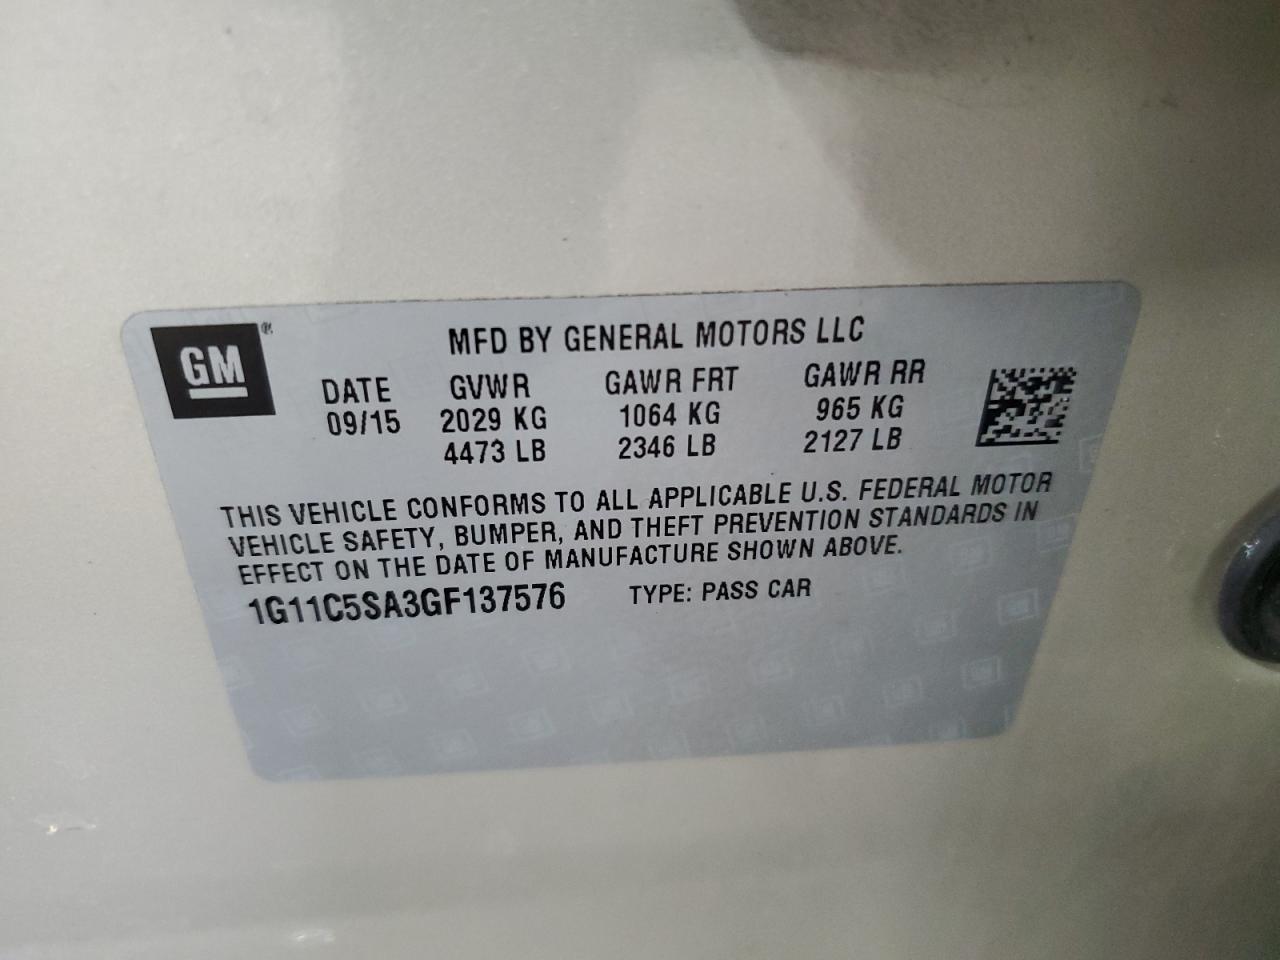 GM ®
MFD BY GENERAL MOTORS LLC
DATE GVWR GAWR FRT GAWR RR
09/15 2029 KG 1064 KG 965 KG
4473 LB 2346 LB 2127 LB
THIS VEHICLE CONFORMS TO ALL APPLICABLE U.S. FEDERAL MOTOR
VEHICLE SAFETY, BUMPER, AND THEFT PREVENTION STANDARDS IN
EFFECT ON THE DATE OF MANUFACTURE SHOWN ABOVE.
1G11C5SA3GF137576 TYPE: PASS CAR